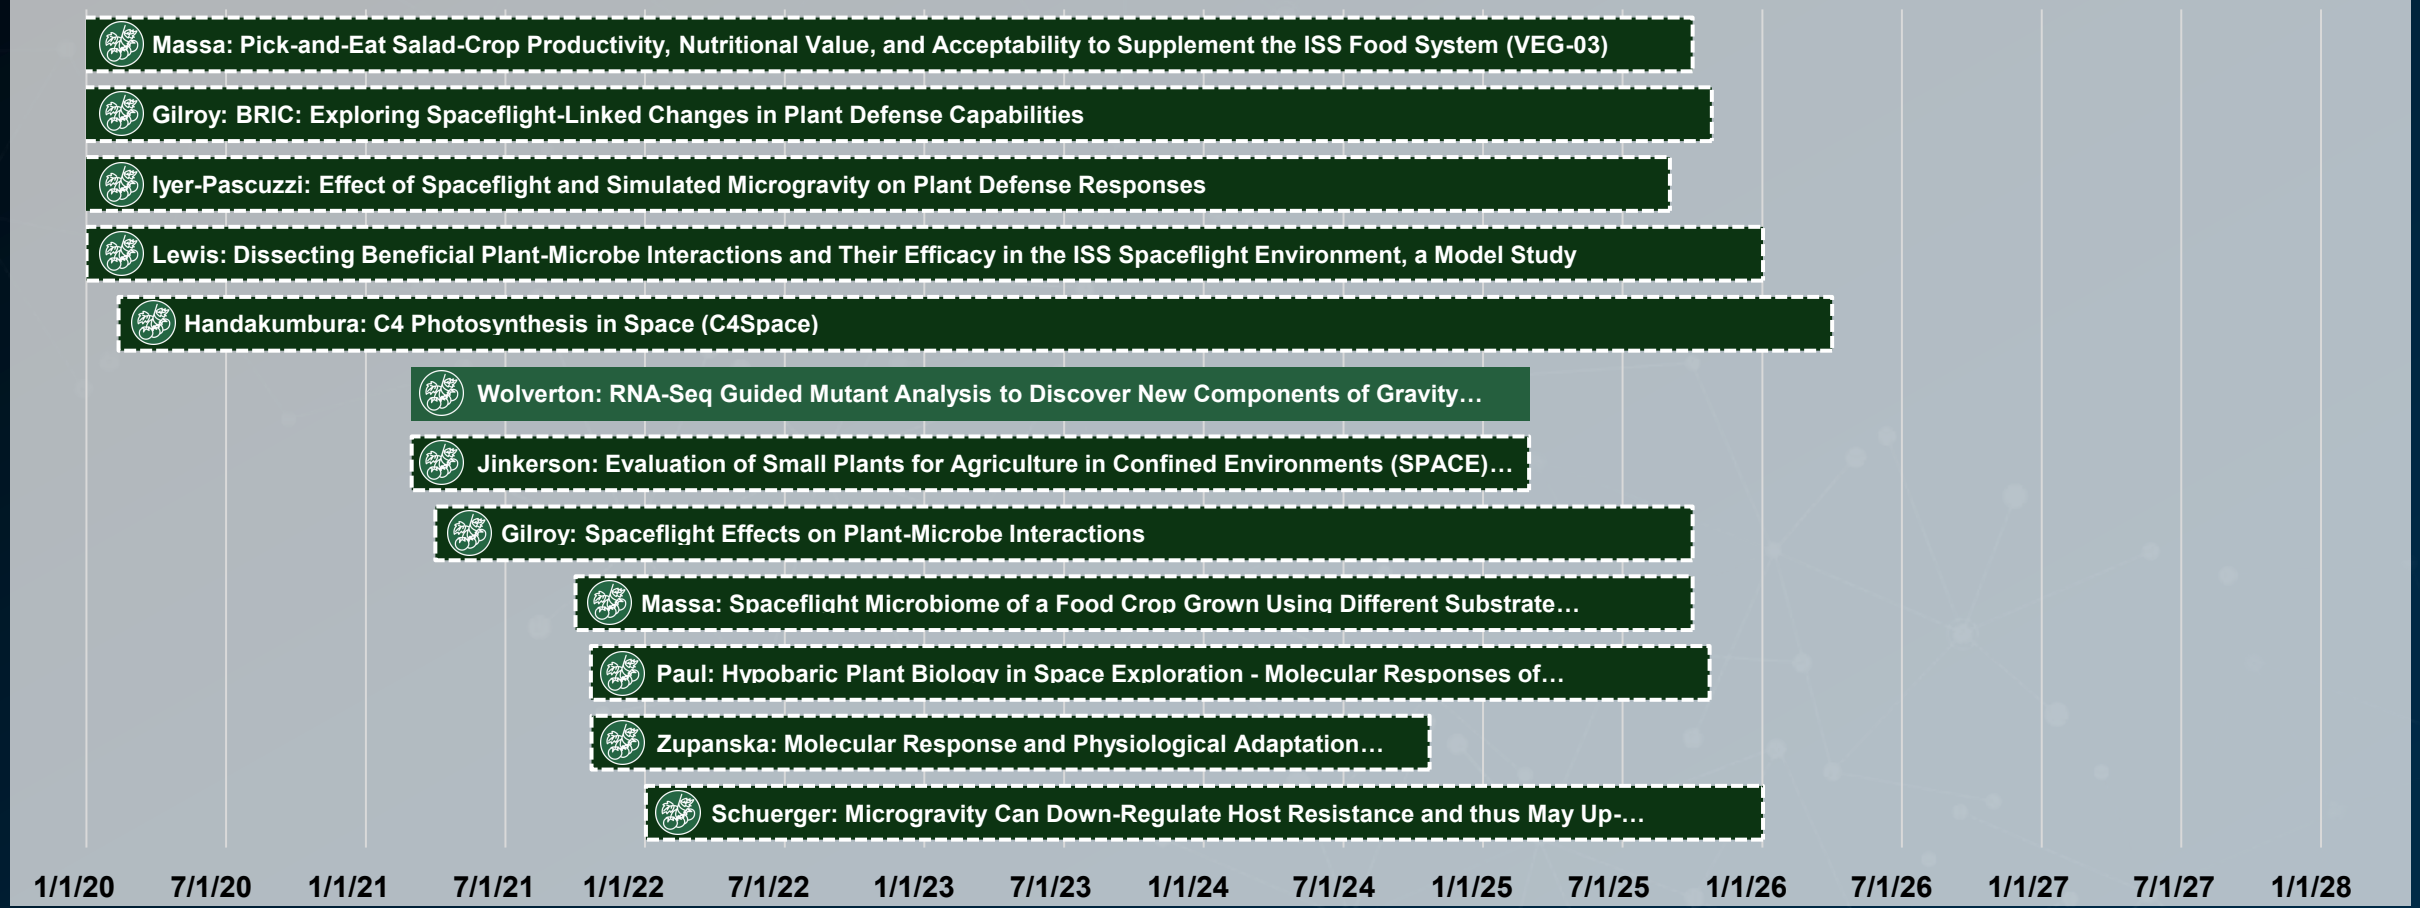 Massa: Pick-and-Eat Salad-Crop Productivity, Nutritional Value, and Acceptability to Supplement the ISS Food System (VEG-03)
Gilroy: BRIC: Exploring Spaceflight-Linked Changes in Plant Defense Capabilities
Iyer-Pascuzzi: Effect of Spaceflight and Simulated Microgravity on Plant Defense Responses
Lewis: Dissecting Beneficial Plant-Microbe Interactions and Their Efficacy in the ISS Spaceflight Environment, a Model Study
Handakumbura: C4 Photosynthesis in Space (C4Space)
Wolverton: RNA-Seq Guided Mutant Analysis to Discover New Components of Gravity…
Jinkerson: Evaluation of Small Plants for Agriculture in Confined Environments (SPACE)…
Gilroy: Spaceflight Effects on Plant-Microbe Interactions
Massa: Spaceflight Microbiome of a Food Crop Grown Using Different Substrate…
Paul: Hypobaric Plant Biology in Space Exploration - Molecular Responses of…
Zupanska: Molecular Response and Physiological Adaptation…
Schuerger: Microgravity Can Down-Regulate Host Resistance and thus May Up-…
1/1/20 7/1/20 1/1/21 7/1/21 1/1/22 7/1/22 1/1/23 7/1/23 1/1/24 7/1/24 1/1/25 7/1/25 1/1/26 7/1/26 1/1/27 7/1/27 1/1/28